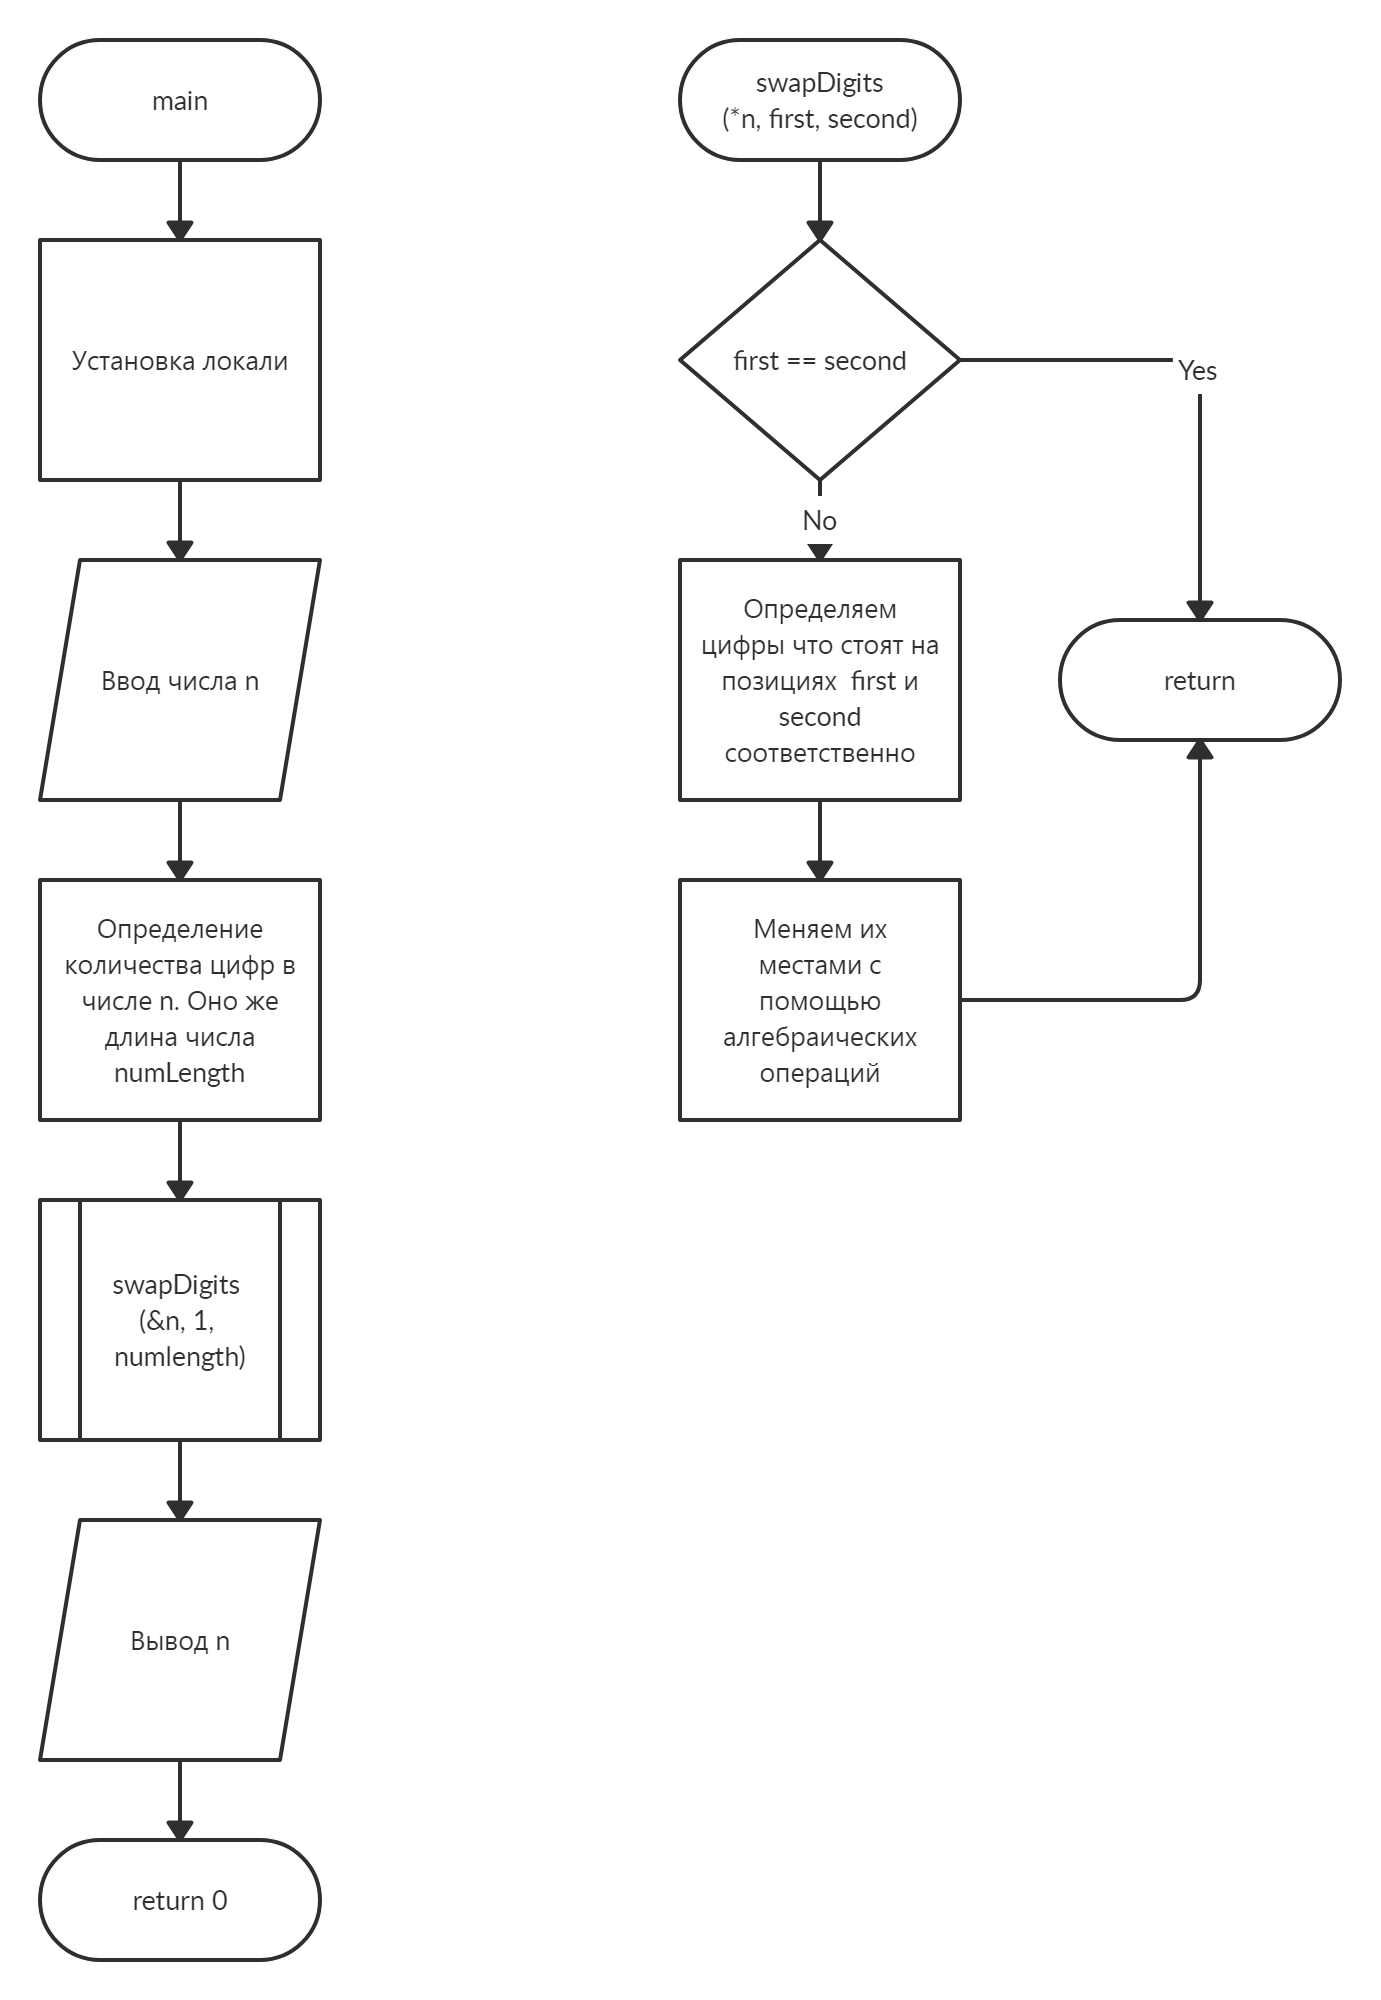 main
Установка локали
Ввод числа n
Определение
количества цифр в
числе n. Оно же
длина числа
numLength
swapDigits
(&n, 1,
numlength)
Вывод n
return 0
swapDigits
(*n, first, second)
first == second
Yes
No
Определяем
цифры что стоят на
позициях first и
second
соответственно
return
Меняем их
местами с
помощью
алгебраических
операций